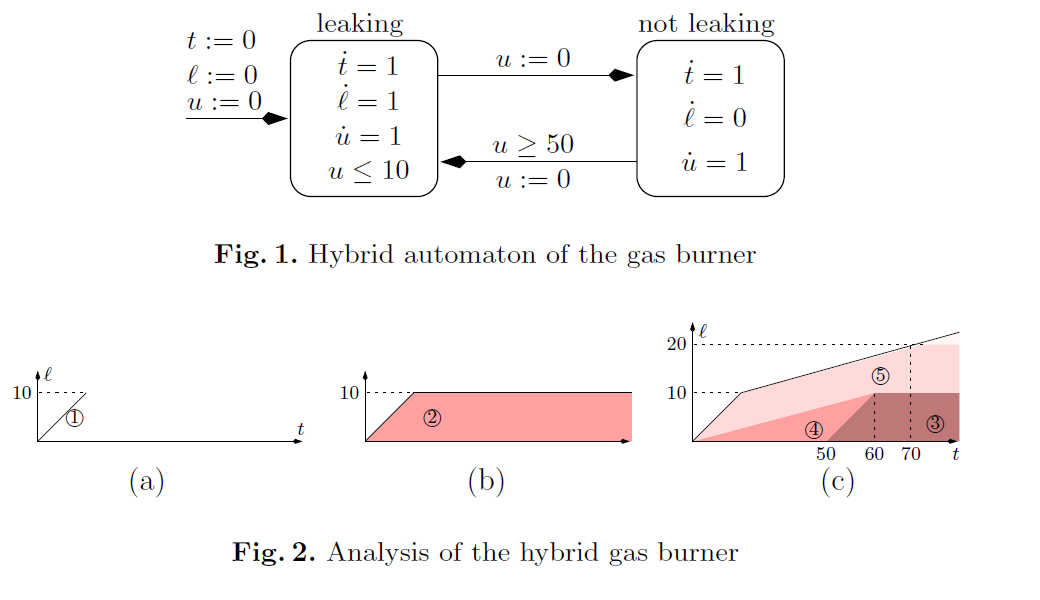 leaking
not leaking
t := 0
ℓ := 0
u := 0
ṫ = 1
ℓ̇ = 1
u̇ = 1
u ≤ 10
u := 0
u ≥ 50
u := 0
ṫ = 1
ℓ̇ = 0
u̇ = 1
Fig. 1. Hybrid automaton of the gas burner
ℓ
10
①
t
(a)
10
②
(b)
ℓ
20
10
⑤
④
③
50 60 70 t
(c)
Fig. 2. Analysis of the hybrid gas burner